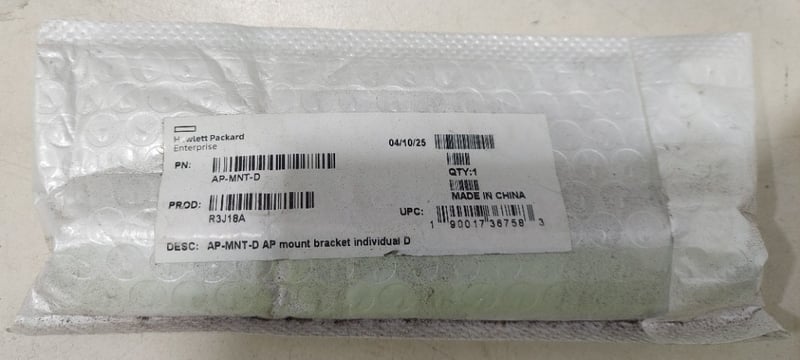 Hewlett Packard
Enterprise
04/10/25
PN:
AP-MNT-D
QTY:1
MADE IN CHINA
PROD:
R3J18A
UPC:
1 90017 36758 3
DESC: AP-MNT-D AP mount bracket individual D